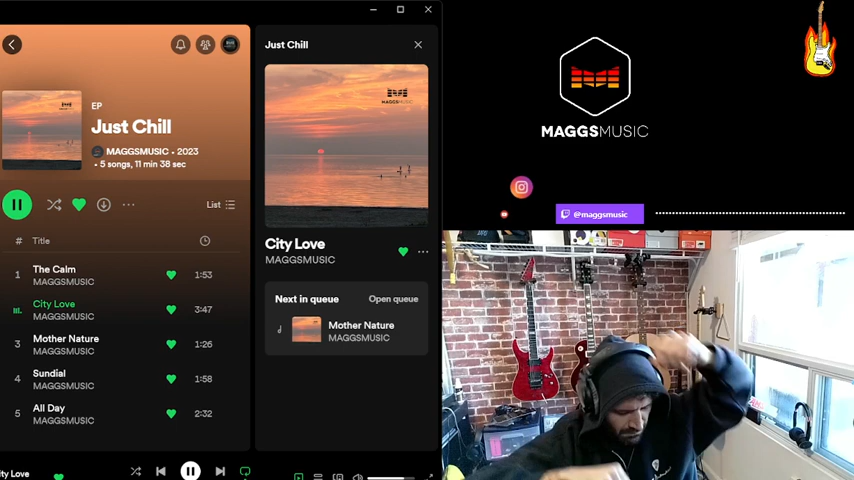 EP
Just Chill
MAGGSMUSIC • 2023
• 5 songs, 11 min 38 sec
List
# Title
1 The Calm 1:53
MAGGSMUSIC
City Love 3:47
MAGGSMUSIC
3 Mother Nature 1:26
MAGGSMUSIC
4 Sundial 1:58
MAGGSMUSIC
5 All Day 2:32
MAGGSMUSIC
ity Love
Just Chill
MAGGSMUSIC
City Love
MAGGSMUSIC
Next in queue Open queue
Mother Nature
MAGGSMUSIC
MAGGSMUSIC
@maggsmusic